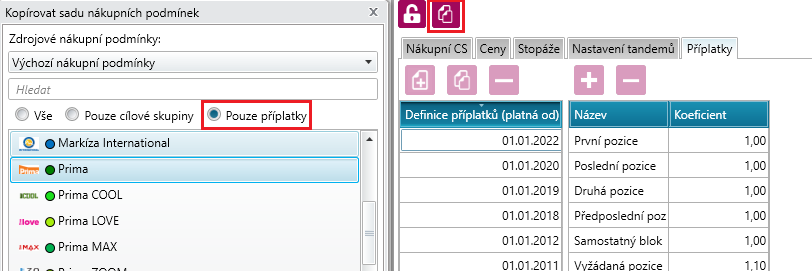 Kopírovat sadu nákupních podmínek
Zdrojové nákupní podmínky:
Výchozí nákupní podmínky
Hledat
Vše Pouze cílové skupiny Pouze příplatky
Markíza International
Prima
Prima COOL
Prima LOVE
Prima MAX
Prima ZOOM
Nákupní CS Ceny Stopáže Nastavení tandemů Příplatky
Definice příplatků (platná od) Název Koeficient
01.01.2022 První pozice 1,00
01.01.2020 Poslední pozice 1,00
01.01.2019 Druhá pozice 1,00
01.01.2018 Předposlední poz 1,00
01.01.2012 Samostatný blok 1,00
01.01.2011 Vyžádaná pozice 1,10